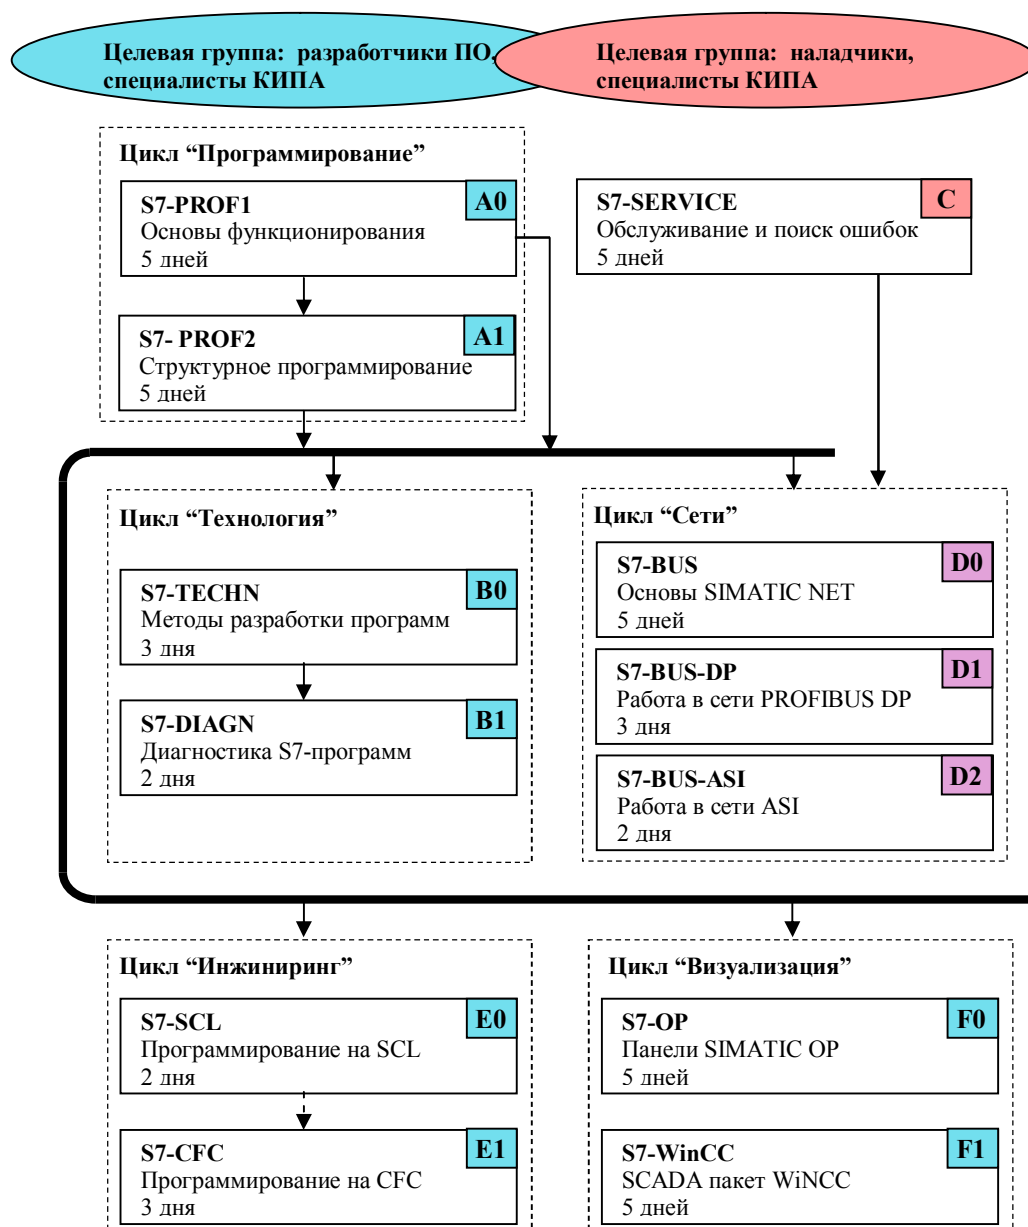 Целевая группа:  разработчики ПО,
специалисты КИПА
Целевая группа:  наладчики,
специалисты КИПА
Цикл “Программирование”
S7-PROF1
A0
Основы функционирования
5 дней
S7- PROF2
A1
Структурное программирование
5 дней
S7-SERVICE
C
Обслуживание и поиск ошибок
5 дней
Цикл “Технология”
S7-TECHN
B0
Методы разработки программ
3 дня
S7-DIAGN
B1
Диагностика S7-программ
2 дня
Цикл “Сети”
S7-BUS
D0
Основы SIMATIC NET
5 дней
S7-BUS-DP
D1
Работа в сети PROFIBUS DP
3 дня
S7-BUS-ASI
D2
Работа в сети ASI
2 дня
Цикл “Инжиниринг”
S7-SCL
E0
Программирование на SCL
2 дня
S7-CFC
E1
Программирование на CFC
3 дня
Цикл “Визуализация”
S7-OP
F0
Панели SIMATIC OP
5 дней
S7-WinCC
F1
SCADA пакет WiNCC
5 дней